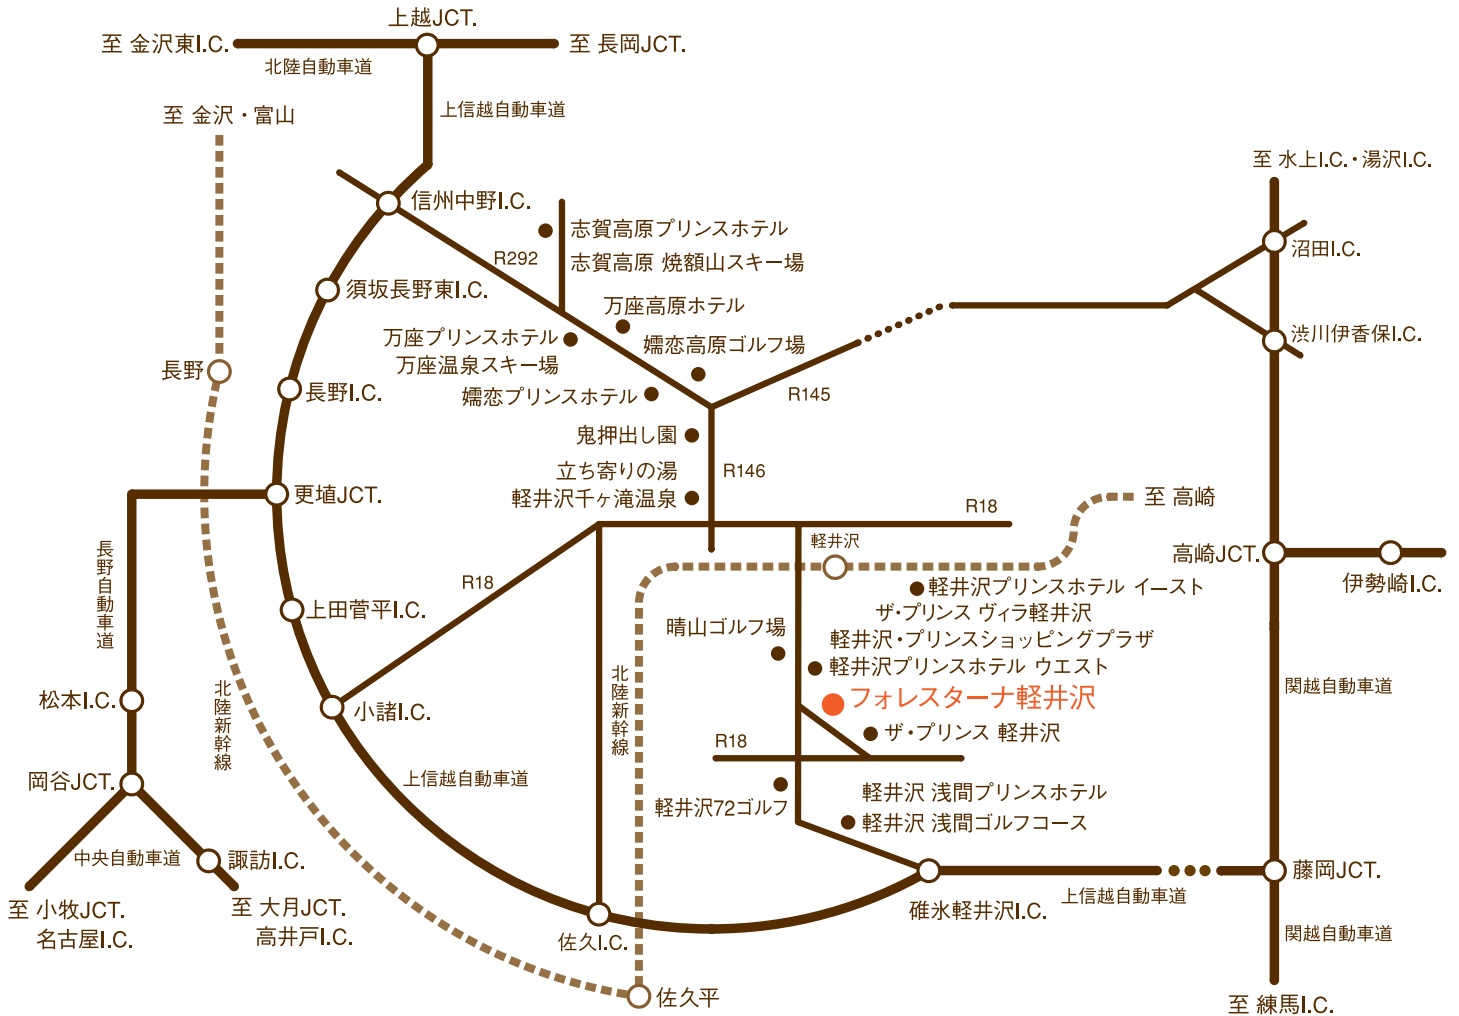 上越JCT.
至 金沢東I.C.
至 長岡JCT.
北陸自動車道
上信越自動車道
至 金沢・富山
至 水上I.C.・湯沢I.C.
信州中野I.C.
志賀高原プリンスホテル
沼田I.C.
R292
志賀高原 焼額山スキー場
須坂長野東I.C.
万座高原ホテル
渋川伊香保I.C.
万座プリンスホテル
嬬恋高原ゴルフ場
万座温泉スキー場
長野
長野I.C.
嬬恋プリンスホテル
R145
鬼押出し園
立ち寄りの湯
R146
軽井沢千ヶ滝温泉
更埴JCT.
至 高崎
R18
軽井沢
高崎JCT.
長野自動車道
R18
伊勢崎I.C.
軽井沢プリンスホテル イースト
上田菅平I.C.
ザ・プリンス ヴィラ軽井沢
晴山ゴルフ場
軽井沢・プリンスショッピングプラザ
軽井沢プリンスホテル ウエスト
関越自動車道
松本I.C.
北陸新幹線
小諸I.C.
北陸新幹線
フォレスターナ軽井沢
ザ・プリンス 軽井沢
R18
岡谷JCT.
上信越自動車道
軽井沢 浅間プリンスホテル
軽井沢72ゴルフ
軽井沢 浅間ゴルフコース
中央自動車道
諏訪I.C.
藤岡JCT.
上信越自動車道
至 小牧JCT.
名古屋I.C.
至 大月JCT.
高井戸I.C.
碓氷軽井沢I.C.
佐久I.C.
関越自動車道
佐久平
至 練馬I.C.